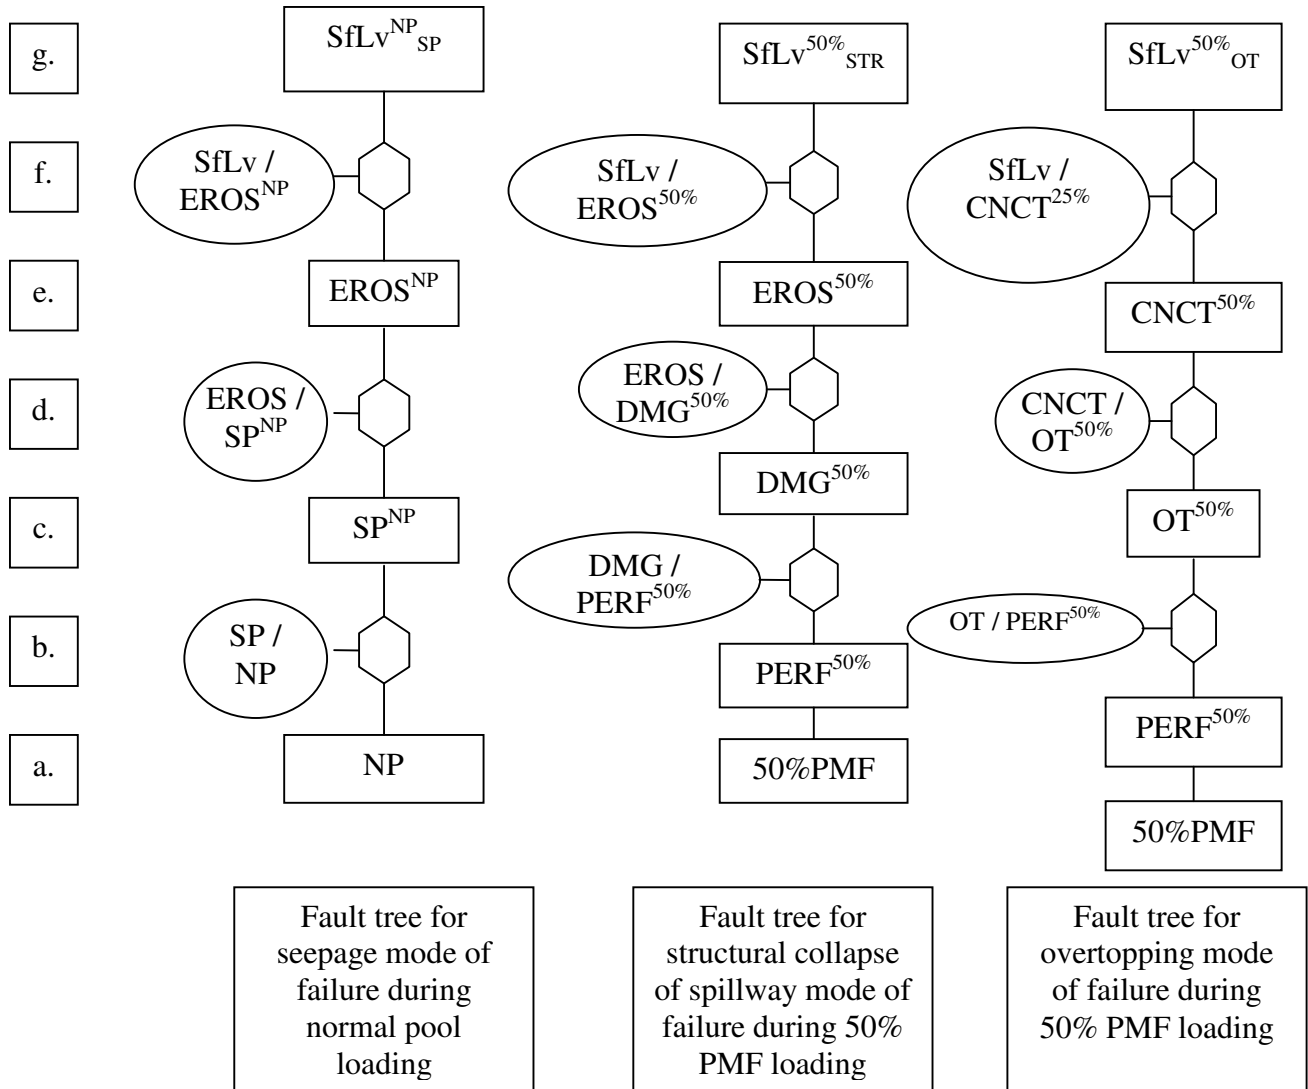 g.
f.
e.
d.
c.
b.
a.
SfLv^NP_SP
SfLv /
EROS^NP
EROS^NP
EROS /
SP^NP
SP^NP
SP /
NP
NP
Fault tree for
seepage mode of
failure during
normal pool
loading
SfLv^50%_STR
SfLv /
EROS^50%
EROS^50%
EROS /
DMG^50%
DMG^50%
DMG /
PERF^50%
PERF^50%
50%PMF
Fault tree for
structural collapse
of spillway mode of
failure during 50%
PMF loading
SfLv^50%_OT
SfLv /
CNCT^25%
CNCT^50%
CNCT /
OT^50%
OT^50%
OT / PERF^50%
PERF^50%
50%PMF
Fault tree for
overtopping mode
of failure during
50% PMF loading